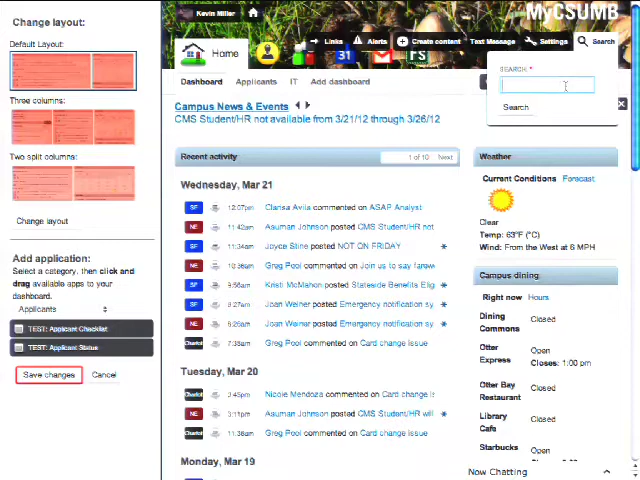 Change layout:
Default Layout:
Three columns:
Two split columns:
Change layout
Add application:
Select a category, then click and
drag available apps to your
dashboard.
Applicants
TEST: Applicant Checklist
TEST: Applicant Status
Save changes
Cancel
Kevin Miller
MyCSUMB
Home
31
Links
Alerts
Create content
Text Message
Settings
Search
SEARCH *
Search
Dashboard
Applicants
IT
Add dashboard
Campus News & Events
CMS Student/HR not available from 3/21/12 through 3/26/12
Recent activity
1 of 10
Next
Wednesday, Mar 21
SF 12:07pm Clarisa Avila commented on ASAP Analyst
NE 11:42am Asuman Johnson posted CMS Student/HR not
SF 11:34am Joyce Stine posted NOT ON FRIDAY
NE 10:36am Greg Pool commented on Join us to say farew
SF 9:56am Kristi McMahon posted Stateside Benefits Elig
SF 9:27am Joan Weiner posted Emergency notification sy
NE 9:26am Joan Weiner posted Emergency notification sy
Charlot 7:38am Greg Pool commented on Card change issue
Tuesday, Mar 20
Charlot 3:45pm Nicole Mendoza commented on Card change is
NE 3:11pm Asuman Johnson posted CMS Student/HR will
Charlot 11:36am Greg Pool commented on Card change issue
Monday, Mar 19
Weather
Current Conditions
Forecast
Clear
Temp: 63°F (°C)
Wind: From the West at 6 MPH
Campus dining:
Right now
Hours
Dining
Commons
Closed
Otter
Express
Open
Closes: 1:00 pm
Otter Bay
Restaurant
Closed
Library
Cafe
Closed
Starbucks
Open
Now Chatting